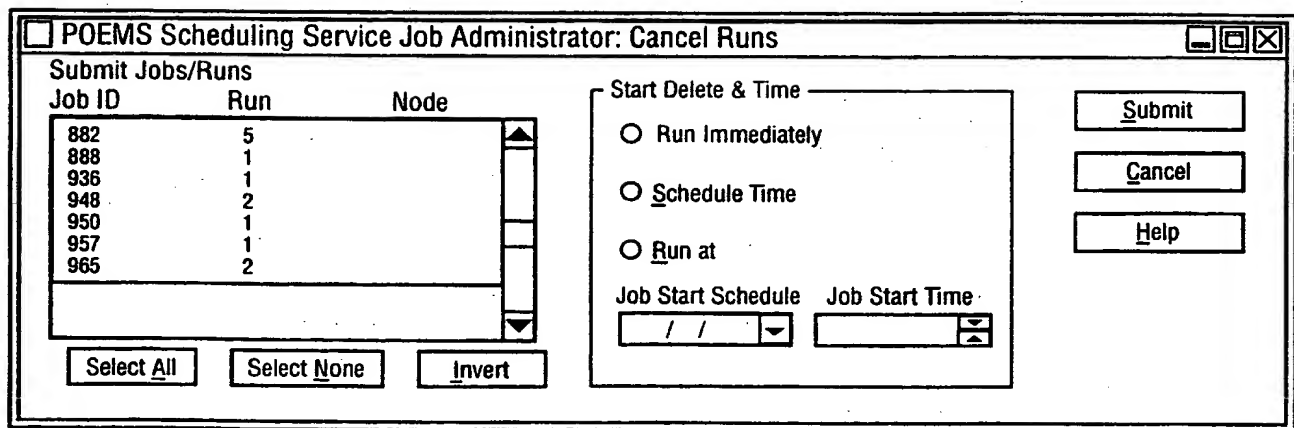 POEMS Scheduling Service Job Administrator: Cancel Runs
Submit Jobs/Runs
Job ID Run Node
882 5
888 1
936 1
948 2
950 1
957 1
965 2
Select All Select None Invert
Start Delete & Time
Run Immediately
Schedule Time
Run at
Job Start Schedule Job Start Time
/ /
Submit
Cancel
Help